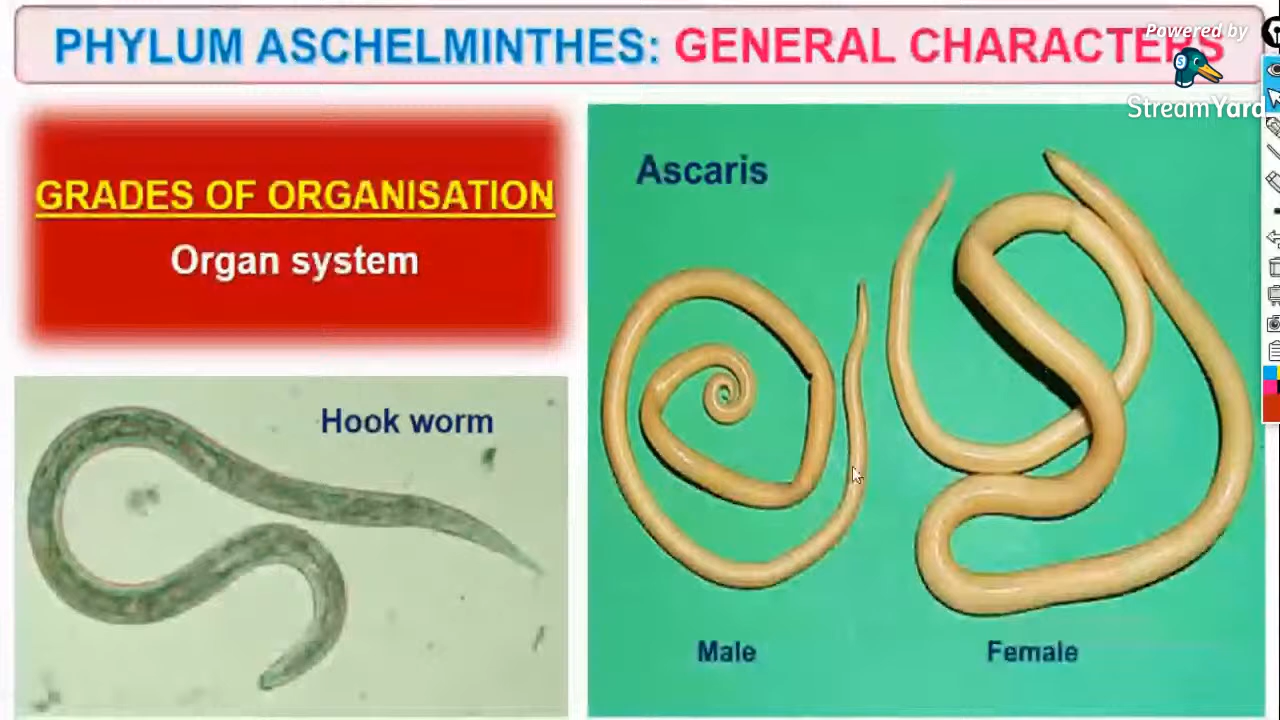 PHYLUM ASCHELMINTHES: GENERAL CHARACTERS
Powered by
StreamYard
GRADES OF ORGANISATION
Organ system
Ascaris
Hook worm
Male
Female